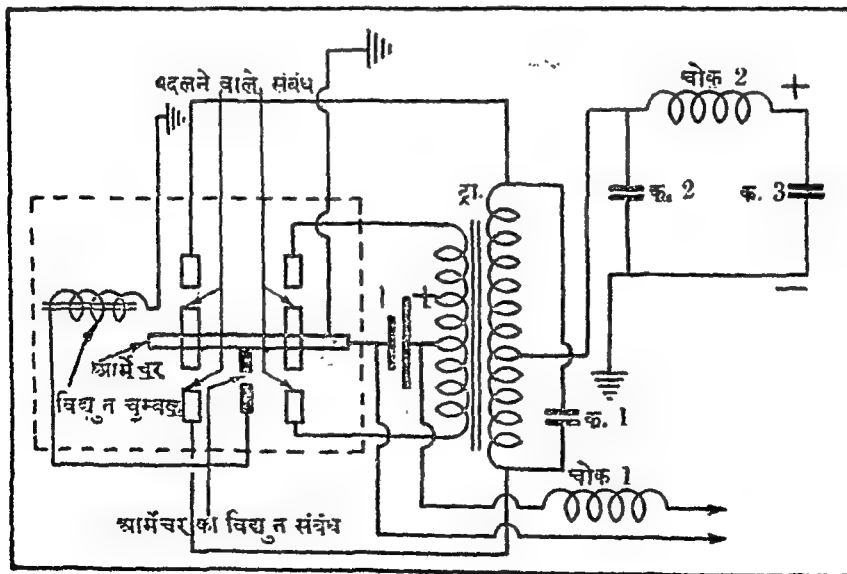 बदलने वाले संबंध
चोक 2
+
ट्रा.
क. 2
क. 3
- +
−
आर्मेचर
विद्युत चुम्बक
क. 1
चोक 1
आर्मेचर का विद्युत संबंध